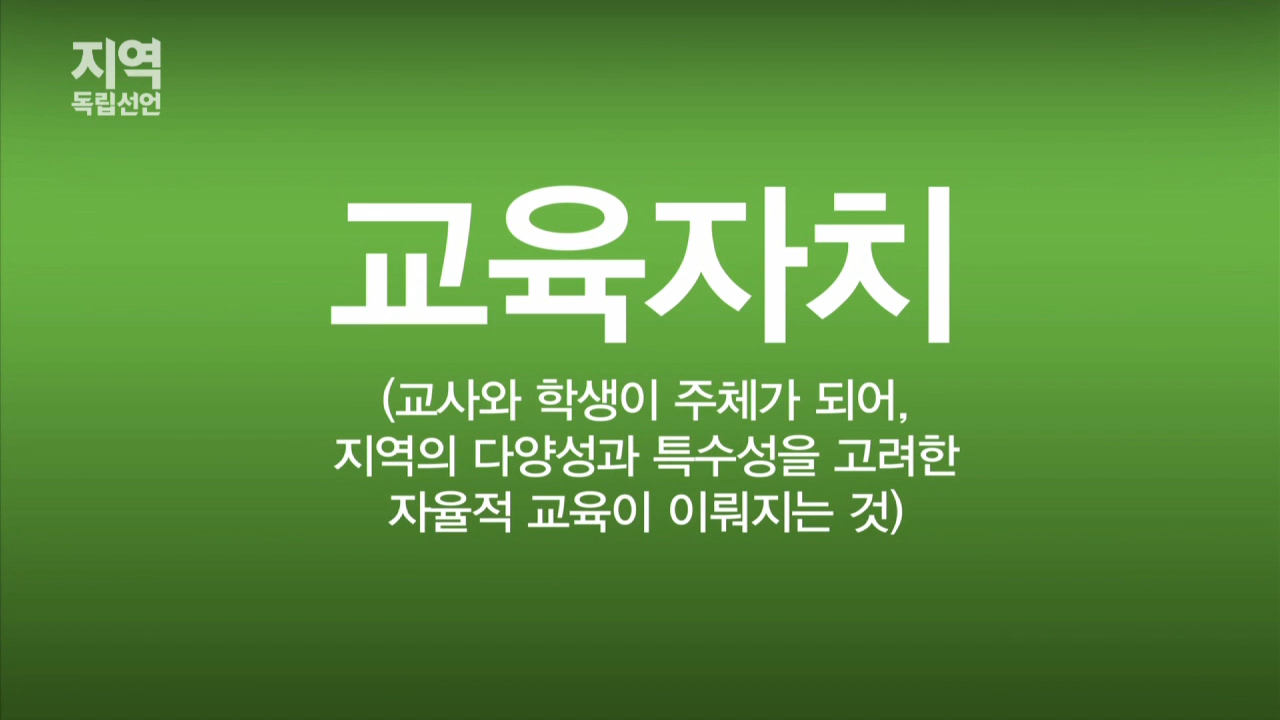 지역
독립선언
교육자치
(교사와 학생이 주체가 되어,
지역의 다양성과 특수성을 고려한
자율적 교육이 이뤄지는 것)